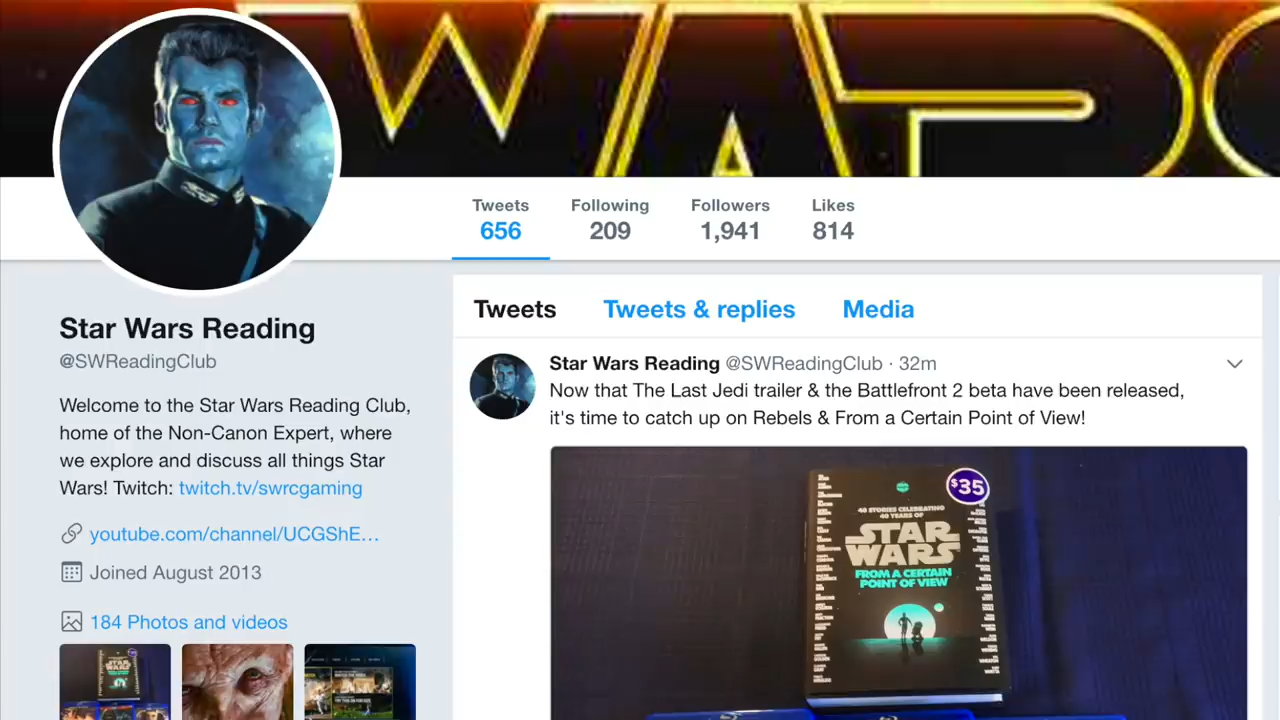 WARS
Tweets Following Followers Likes
656 209 1,941 814
Star Wars Reading
@SWReadingClub
Welcome to the Star Wars Reading Club,
home of the Non-Canon Expert, where
we explore and discuss all things Star
Wars! Twitch: twitch.tv/swrcgaming
youtube.com/channel/UCGShE…
Joined August 2013
184 Photos and videos
Tweets Tweets & replies Media
Star Wars Reading @SWReadingClub · 32m
Now that The Last Jedi trailer & the Battlefront 2 beta have been released,
it's time to catch up on Rebels & From a Certain Point of View!
$35
40 STORIES CELEBRATING
40 YEARS OF
STAR
WARS
FROM A CERTAIN
POINT OF VIEW